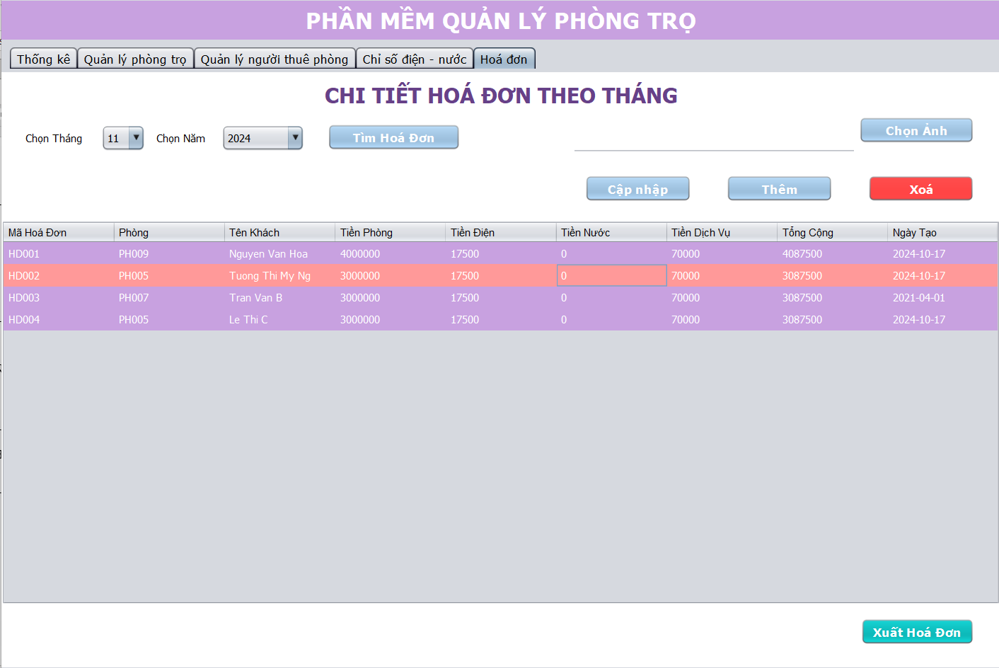 PHẦN MỀM QUẢN LÝ PHÒNG TRỌ
Thống kê Quản lý phòng trọ Quản lý người thuê phòng Chỉ số điện - nước Hoá đơn
CHI TIẾT HOÁ ĐƠN THEO THÁNG
Chọn Tháng 11 Chọn Năm 2024 Tìm Hoá Đơn Chọn Ảnh
Cập nhập Thêm Xoá
Mã Hoá Đơn Phòng Tên Khách Tiền Phòng Tiền Điện Tiền Nước Tiền Dịch Vụ Tổng Cộng Ngày Tạo
HD001 PH009 Nguyen Van Hoa 4000000 17500 0 70000 4087500 2024-10-17
HD002 PH005 Tuong Thi My Ng 3000000 17500 0 70000 3087500 2024-10-17
HD003 PH007 Tran Van B 3000000 17500 0 70000 3087500 2021-04-01
HD004 PH005 Le Thi C 3000000 17500 0 70000 3087500 2024-10-17
Xuất Hoá Đơn